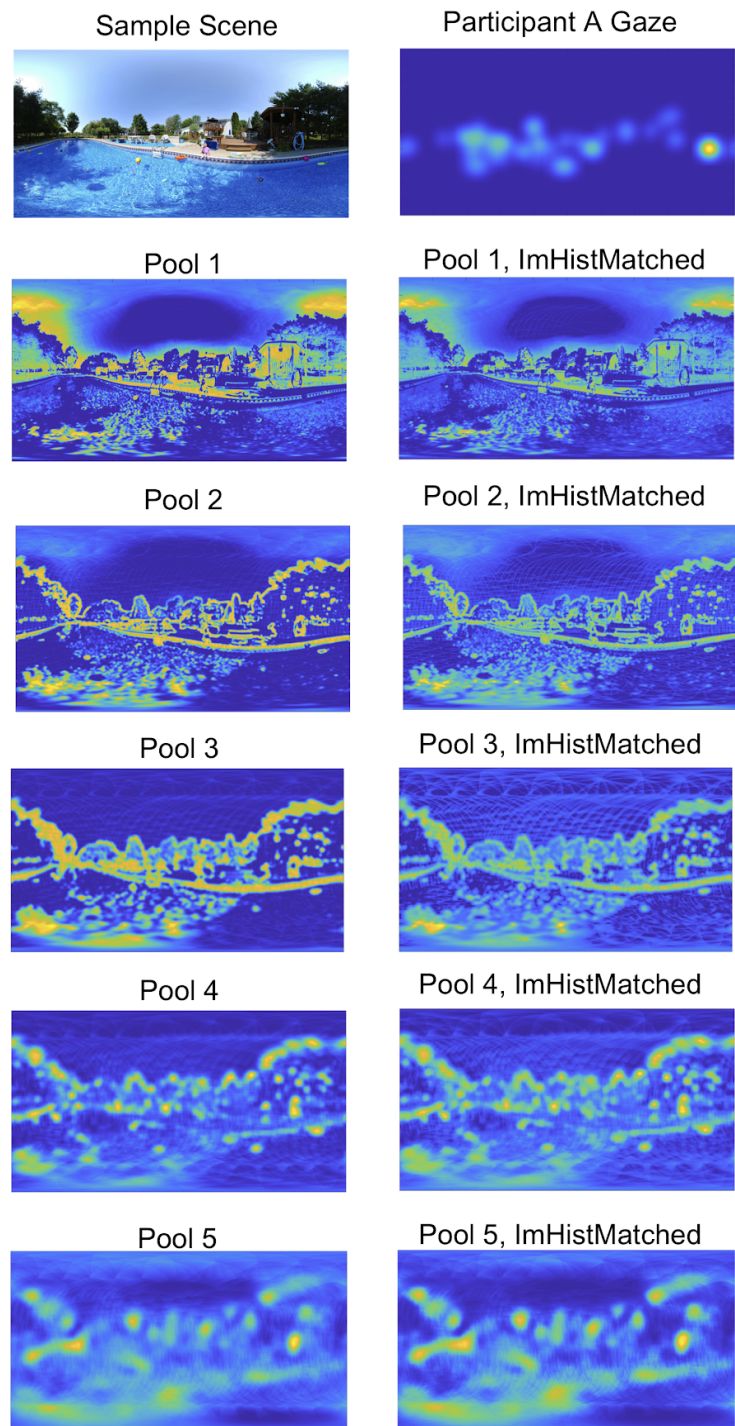 Sample Scene
Participant A Gaze
Pool 1
Pool 1, ImHistMatched
Pool 2
Pool 2, ImHistMatched
Pool 3
Pool 3, ImHistMatched
Pool 4
Pool 4, ImHistMatched
Pool 5
Pool 5, ImHistMatched